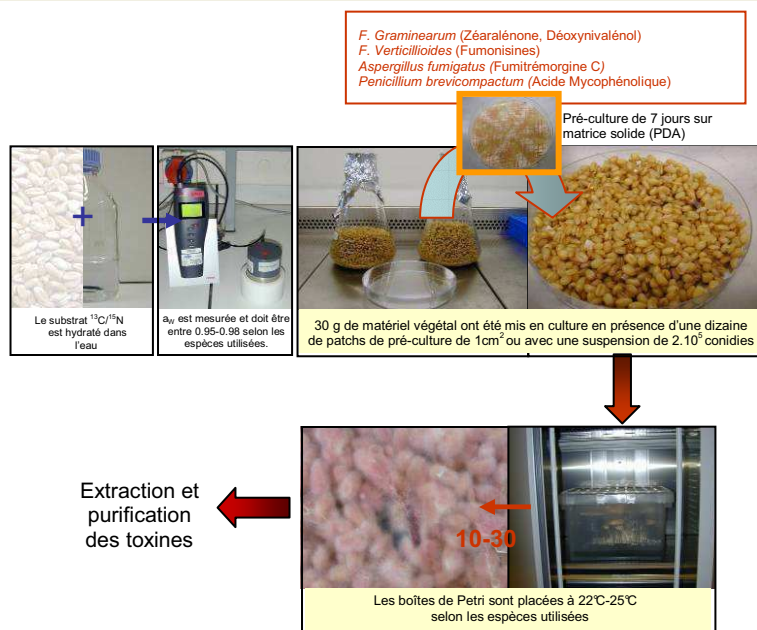 F. Graminearum (Zéaralénone, Déoxynivalénol)
F. Verticillioides (Fumonisines)
Aspergillus fumigatus (Fumitrémorgine C)
Penicillium brevicompactum (Acide Mycophénolique)
Pré-culture de 7 jours sur
matrice solide (PDA)
+
Le substrat ¹³C/¹⁵N
est hydraté dans
l'eau
aw est mesurée et doit être
entre 0.95-0.98 selon les
espèces utilisées.
30 g de matériel végétal ont été mis en culture en présence d'une dizaine
de patchs de pré-culture de 1cm² ou avec une suspension de 2.10⁵ conidies
Extraction et
purification
des toxines
10-30
Les boîtes de Petri sont placées à 22°C-25°C
selon les espèces utilisées